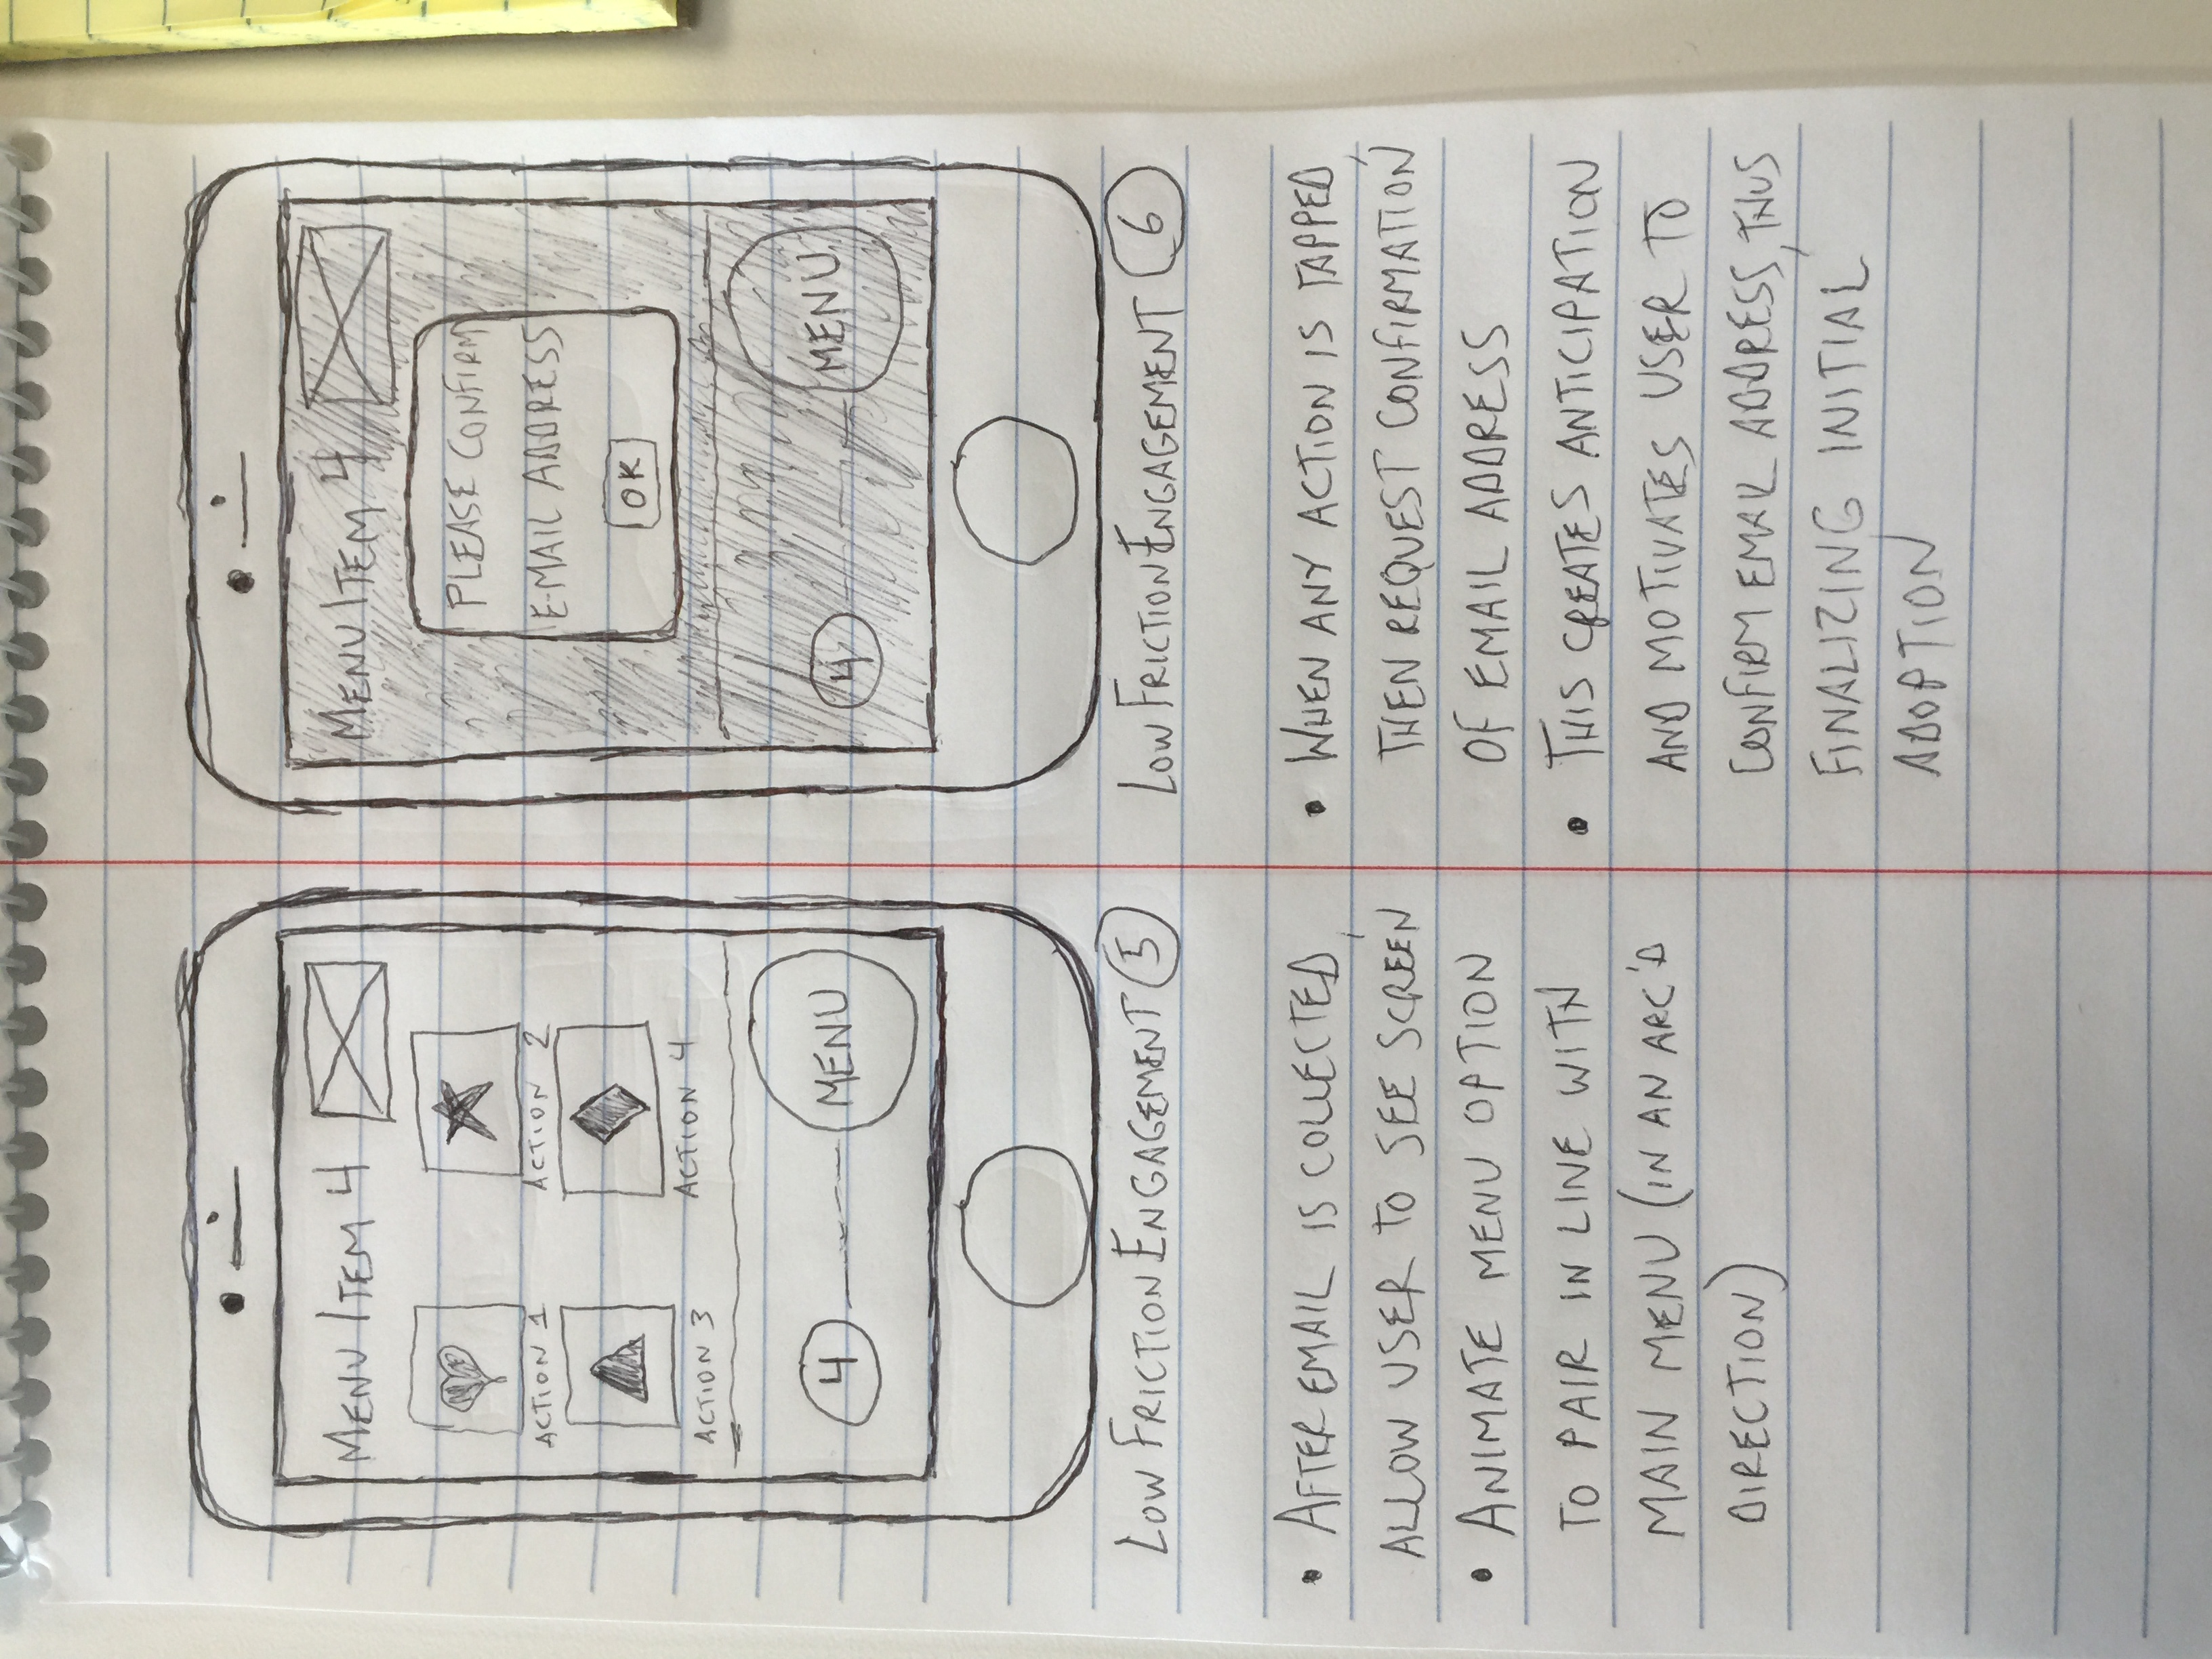 MENU ITEM 4
ACTION 1
ACTION 2
ACTION 3
ACTION 4
4
MENU
LOW FRICTION ENGAGEMENT 5
• AFTER EMAIL IS COLLECTED,
ALLOW USER TO SEE SCREEN
• ANIMATE MENU OPTION
TO PAIR IN LINE WITH
MAIN MENU (IN AN ARC'D
DIRECTION)
MENU ITEM 4
PLEASE CONFIRM
E-MAIL ADDRESS
OK
4
MENU
LOW FRICTION ENGAGEMENT 6
• WHEN ANY ACTION IS TAPPED,
THEN REQUEST CONFIRMATION
OF EMAIL ADDRESS
• THIS CREATES ANTICIPATION
AND MOTIVATES USER TO
CONFIRM EMAIL ADDRESS, THUS
FINALIZING INITIAL
ADOPTION